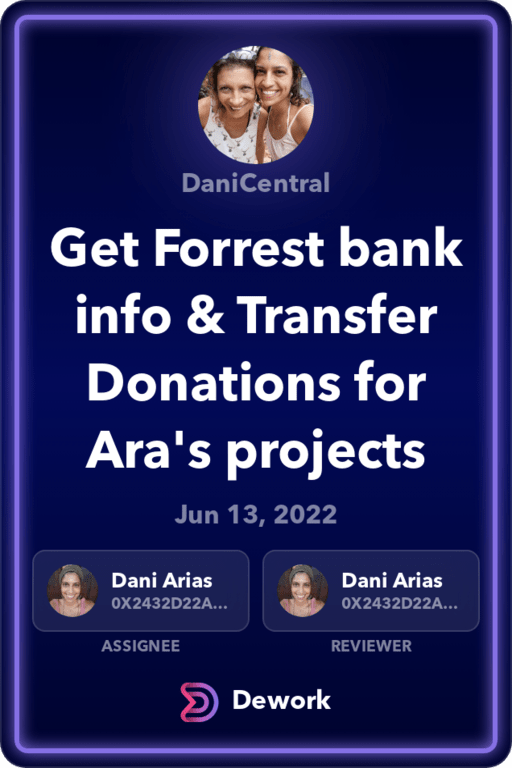 DaniCentral
Get Forrest bank
info & Transfer
Donations for
Ara's projects
Jun 13, 2022
Dani Arias
0X2432D22A...
ASSIGNEE
Dani Arias
0X2432D22A...
REVIEWER
Dework